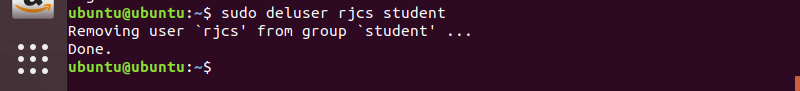 ubuntu@ubuntu:~$ sudo deluser rjcs student
Removing user `rjcs' from group `student' ...
Done.
ubuntu@ubuntu:~$